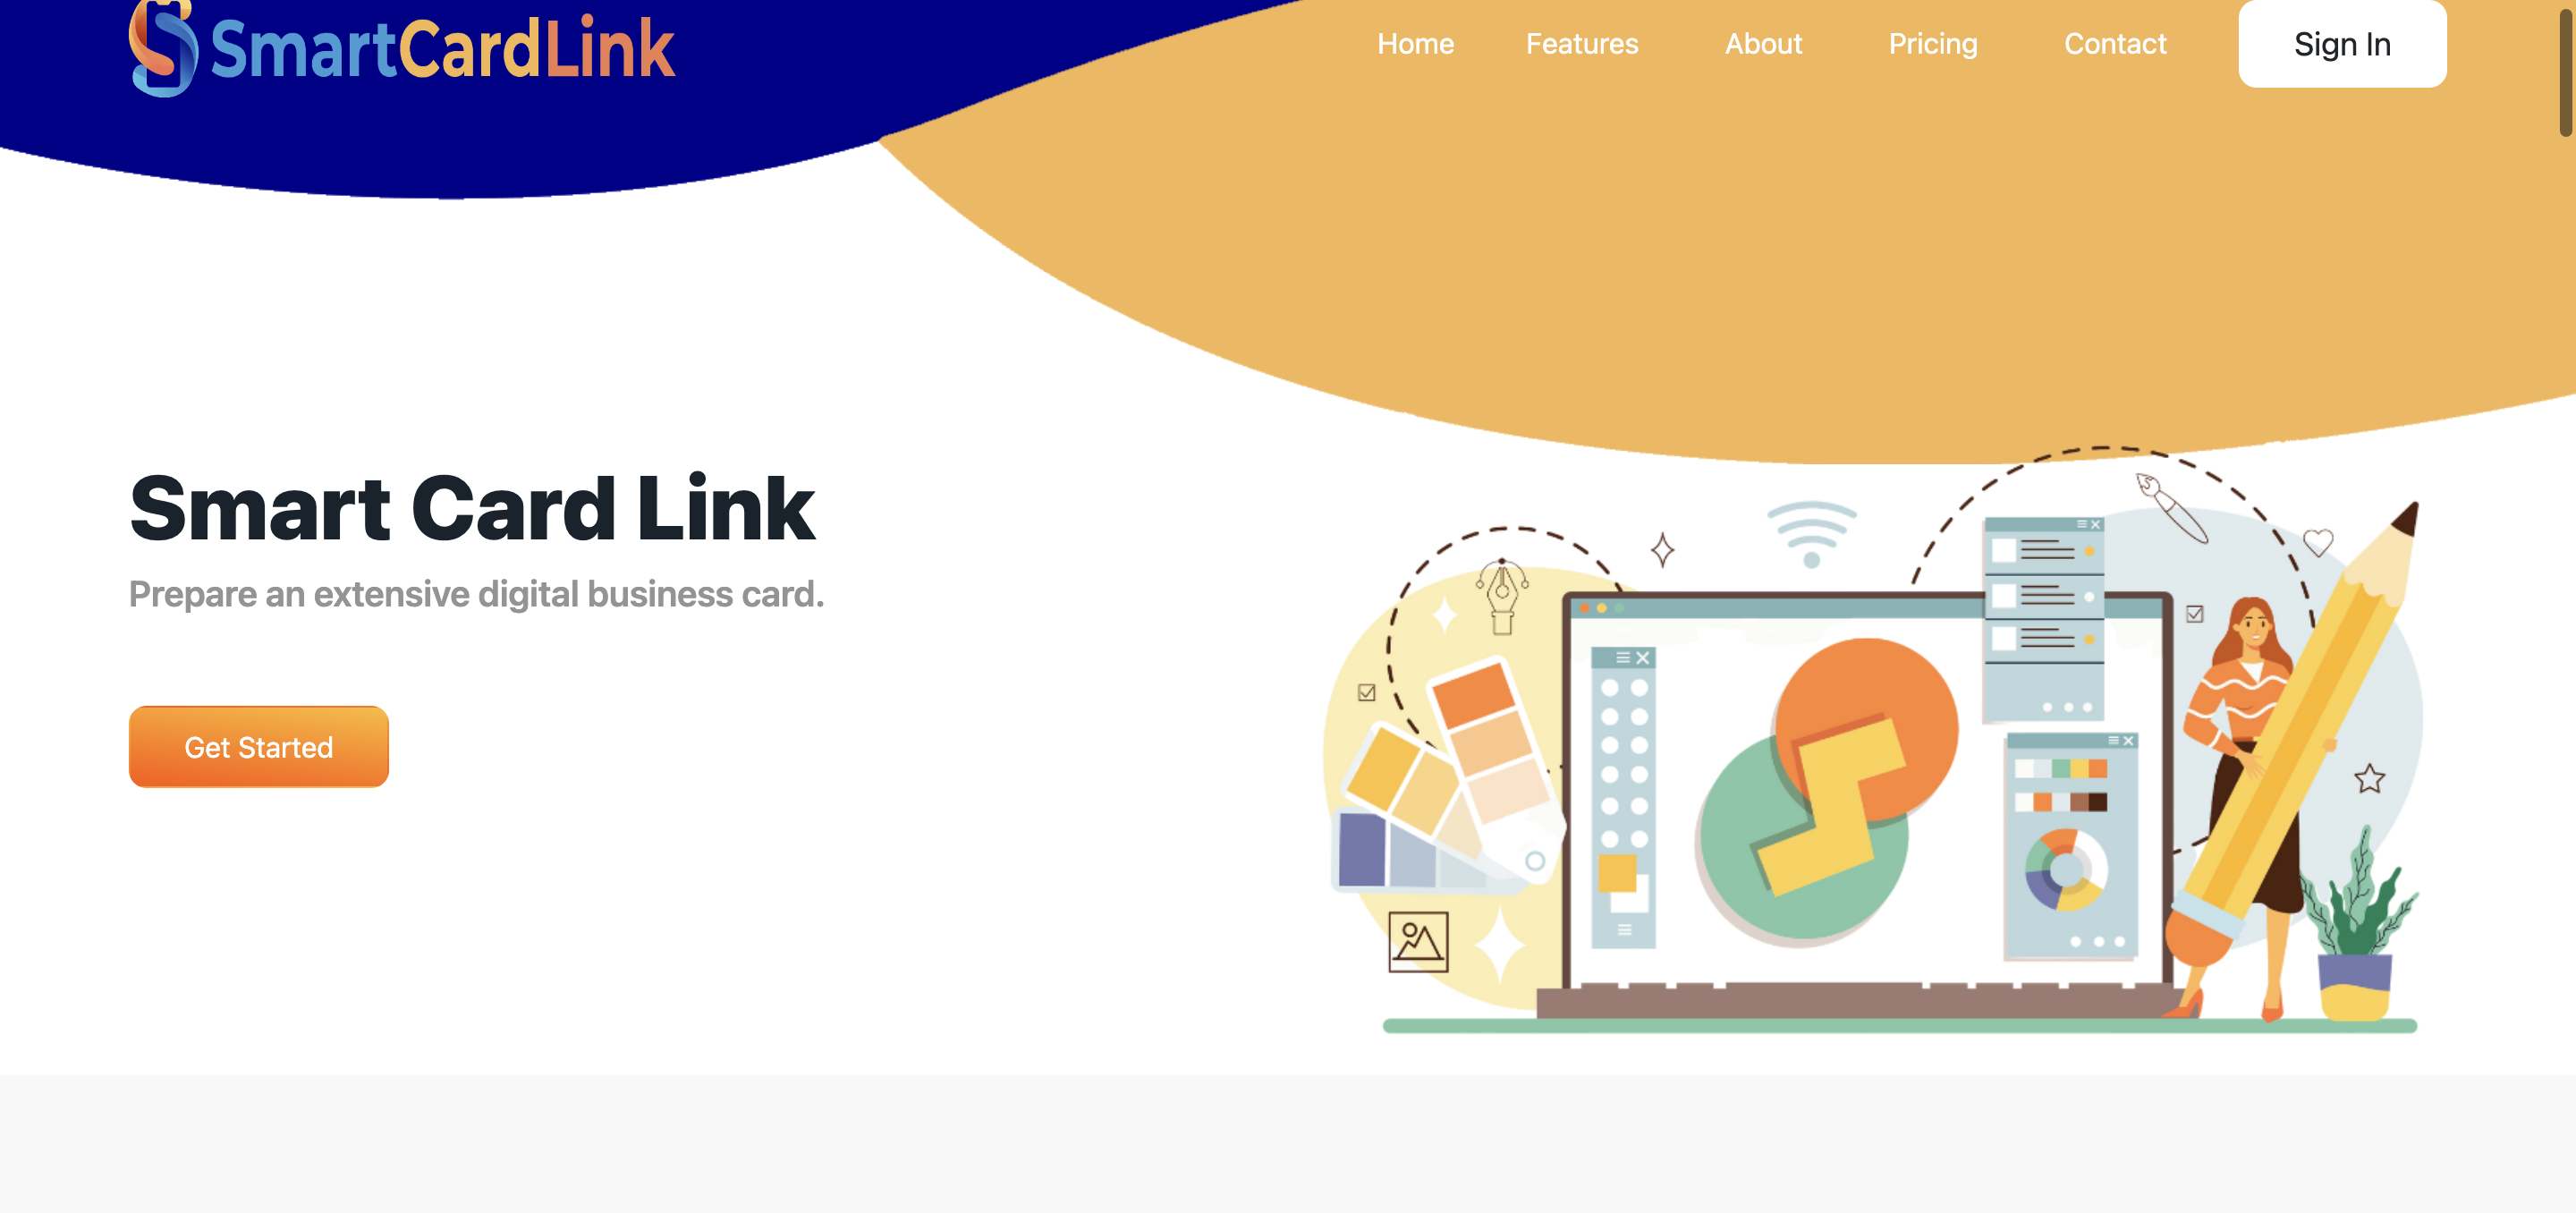 SmartCardLink
Home Features About Pricing Contact Sign In
Smart Card Link
Prepare an extensive digital business card.
Get Started